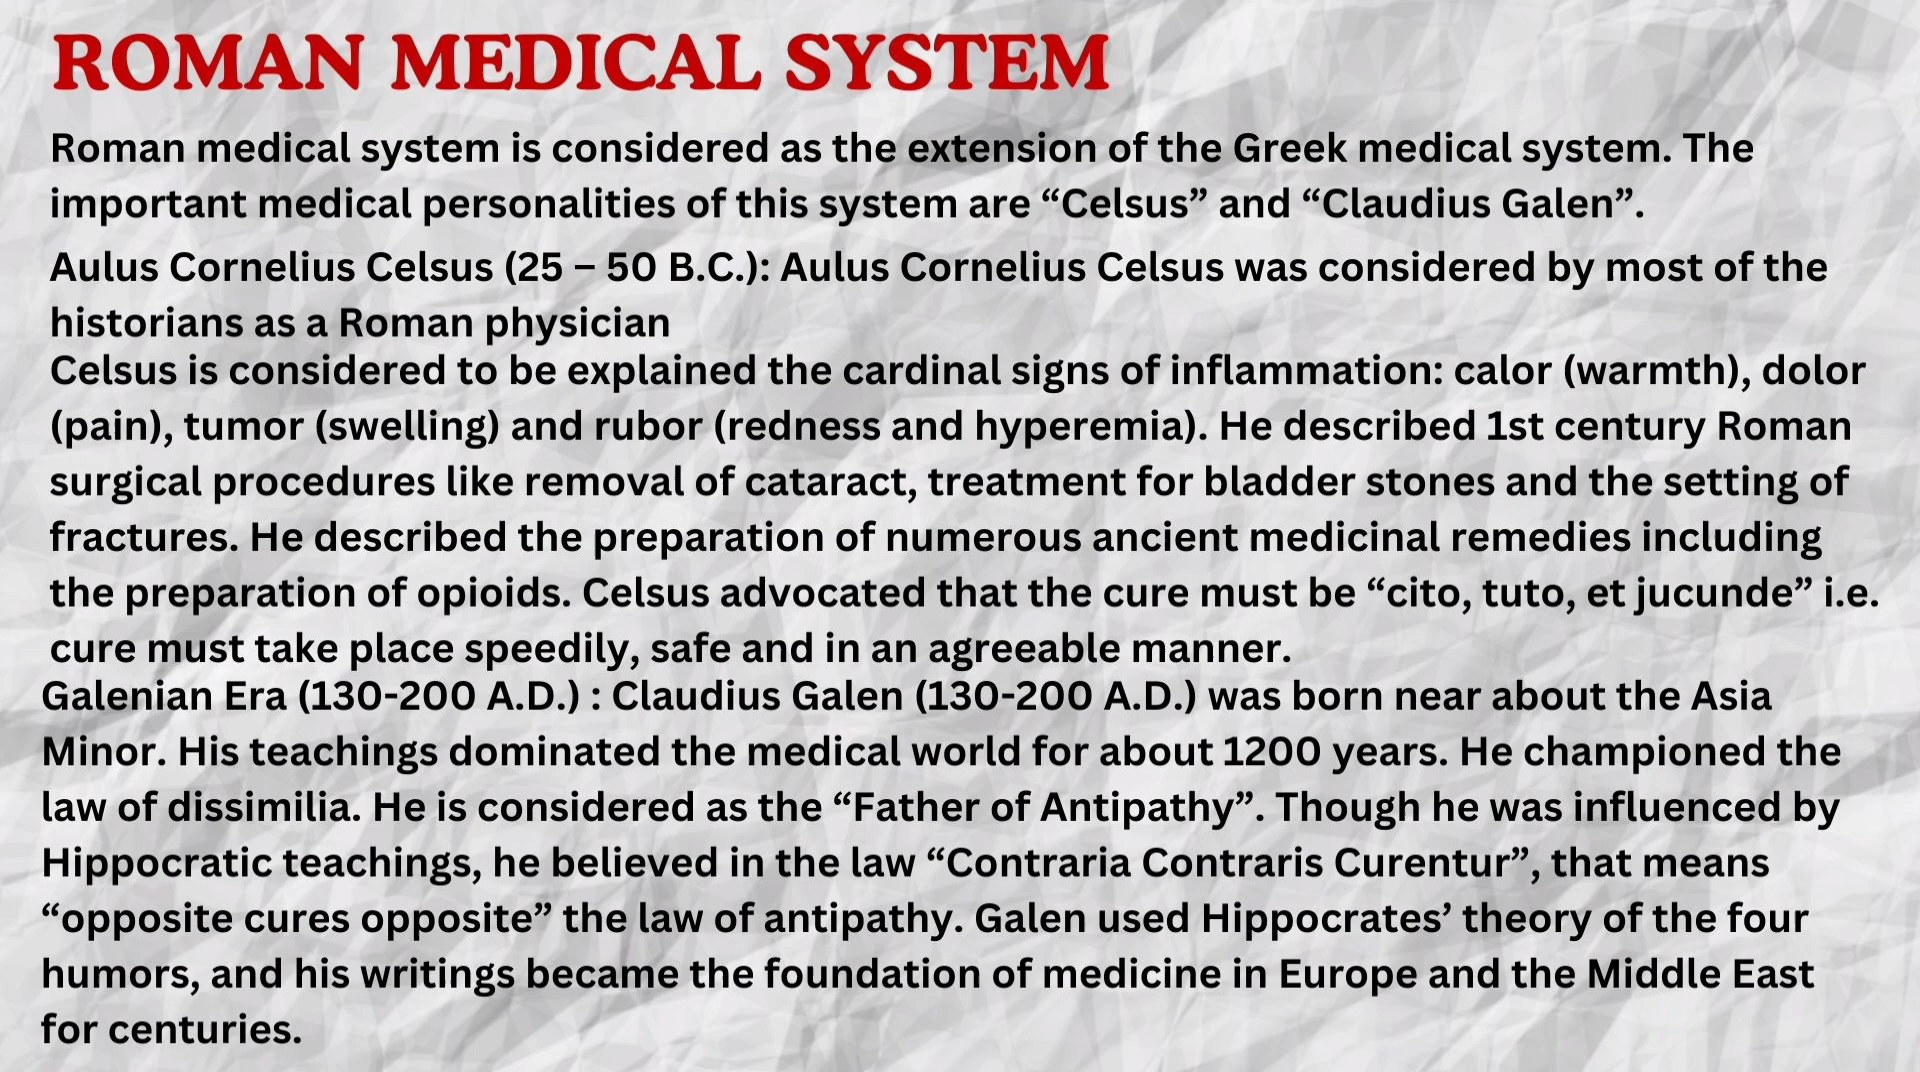 ROMAN MEDICAL SYSTEM
Roman medical system is considered as the extension of the Greek medical system. The
important medical personalities of this system are “Celsus” and “Claudius Galen”.
Aulus Cornelius Celsus (25 – 50 B.C.): Aulus Cornelius Celsus was considered by most of the
historians as a Roman physician
Celsus is considered to be explained the cardinal signs of inflammation: calor (warmth), dolor
(pain), tumor (swelling) and rubor (redness and hyperemia). He described 1st century Roman
surgical procedures like removal of cataract, treatment for bladder stones and the setting of
fractures. He described the preparation of numerous ancient medicinal remedies including
the preparation of opioids. Celsus advocated that the cure must be “cito, tuto, et jucunde” i.e.
cure must take place speedily, safe and in an agreeable manner.
Galenian Era (130-200 A.D.) : Claudius Galen (130-200 A.D.) was born near about the Asia
Minor. His teachings dominated the medical world for about 1200 years. He championed the
law of dissimilia. He is considered as the “Father of Antipathy”. Though he was influenced by
Hippocratic teachings, he believed in the law “Contraria Contraris Curentur”, that means
“opposite cures opposite” the law of antipathy. Galen used Hippocrates’ theory of the four
humors, and his writings became the foundation of medicine in Europe and the Middle East
for centuries.